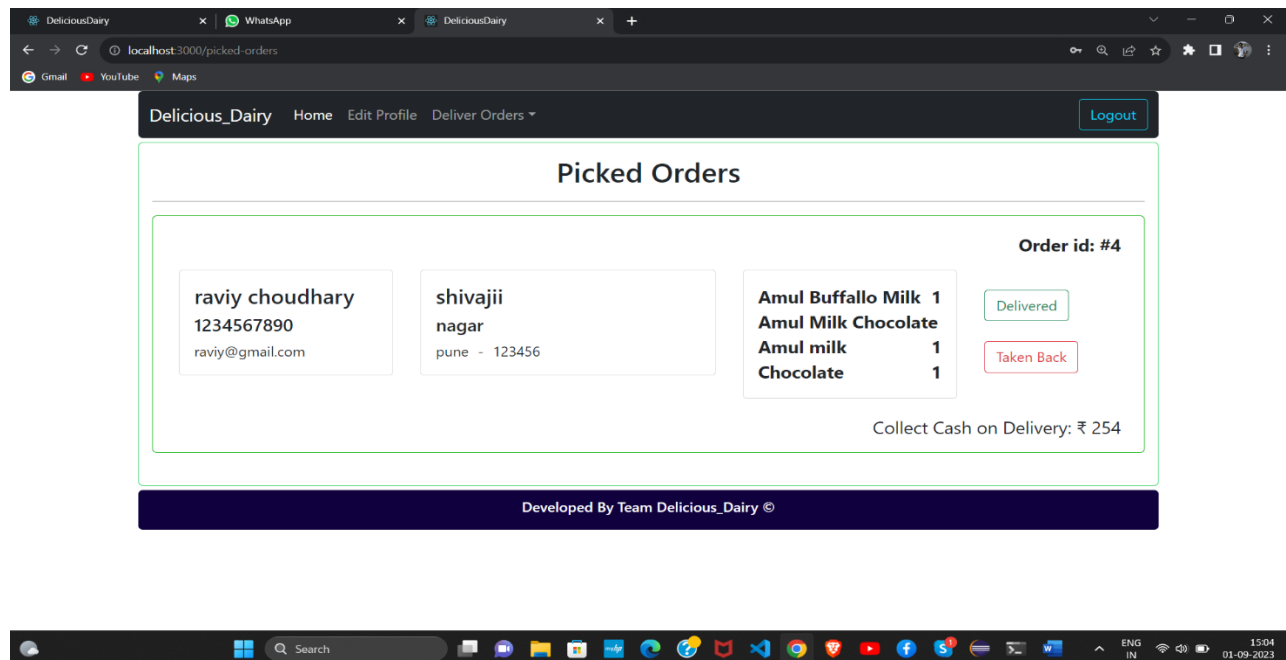 DeliciousDairy
WhatsApp
DeliciousDairy
localhost:3000/picked-orders
Gmail YouTube Maps
Delicious_Dairy Home Edit Profile Deliver Orders Logout
Picked Orders
Order id: #4
raviy choudhary
1234567890
raviy@gmail.com
shivajii
nagar
pune - 123456
Amul Buffallo Milk 1
Amul Milk Chocolate
Amul milk 1
Chocolate 1
Delivered
Taken Back
Collect Cash on Delivery: ₹ 254
Developed By Team Delicious_Dairy ©
Search
ENG
IN
15:04
01-09-2023